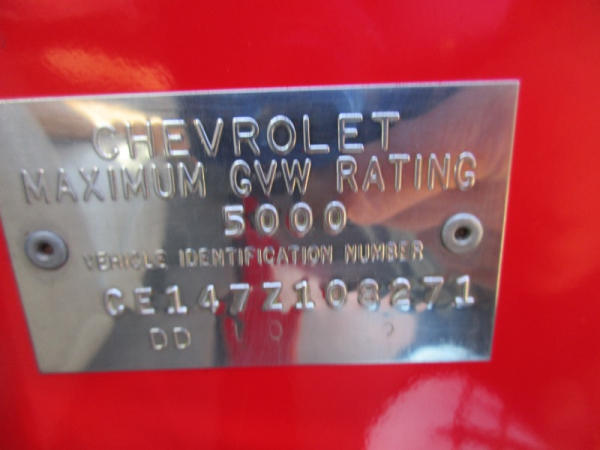 CHEVROLET
MAXIMUM GVW RATING
5000
VEHICLE IDENTIFICATION NUMBER
CE147Z108271
DD